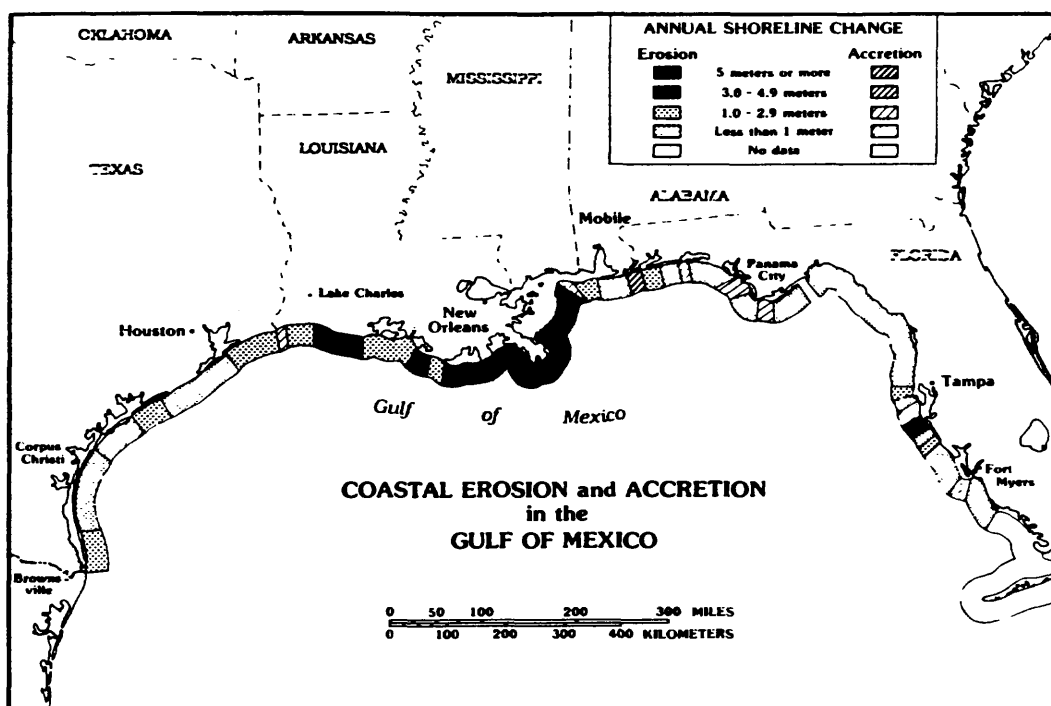 OKLAHOMA
ARKANSAS
MISSISSIPPI
TEXAS
LOUISIANA
ALABAMA
FLORIDA
ANNUAL SHORELINE CHANGE
Erosion Accretion
5 meters or more
3.0 - 4.9 meters
1.0 - 2.9 meters
Less than 1 meter
No data
Mobile
Panama
City
Lake Charles
New
Orleans
Houston
Tampa
Gulf of Mexico
Corpus
Christi
Fort
Myers
COASTAL EROSION and ACCRETION
in the
GULF OF MEXICO
Browns
ville
0 50 100 200 300 MILES
0 100 200 300 400 KILOMETERS